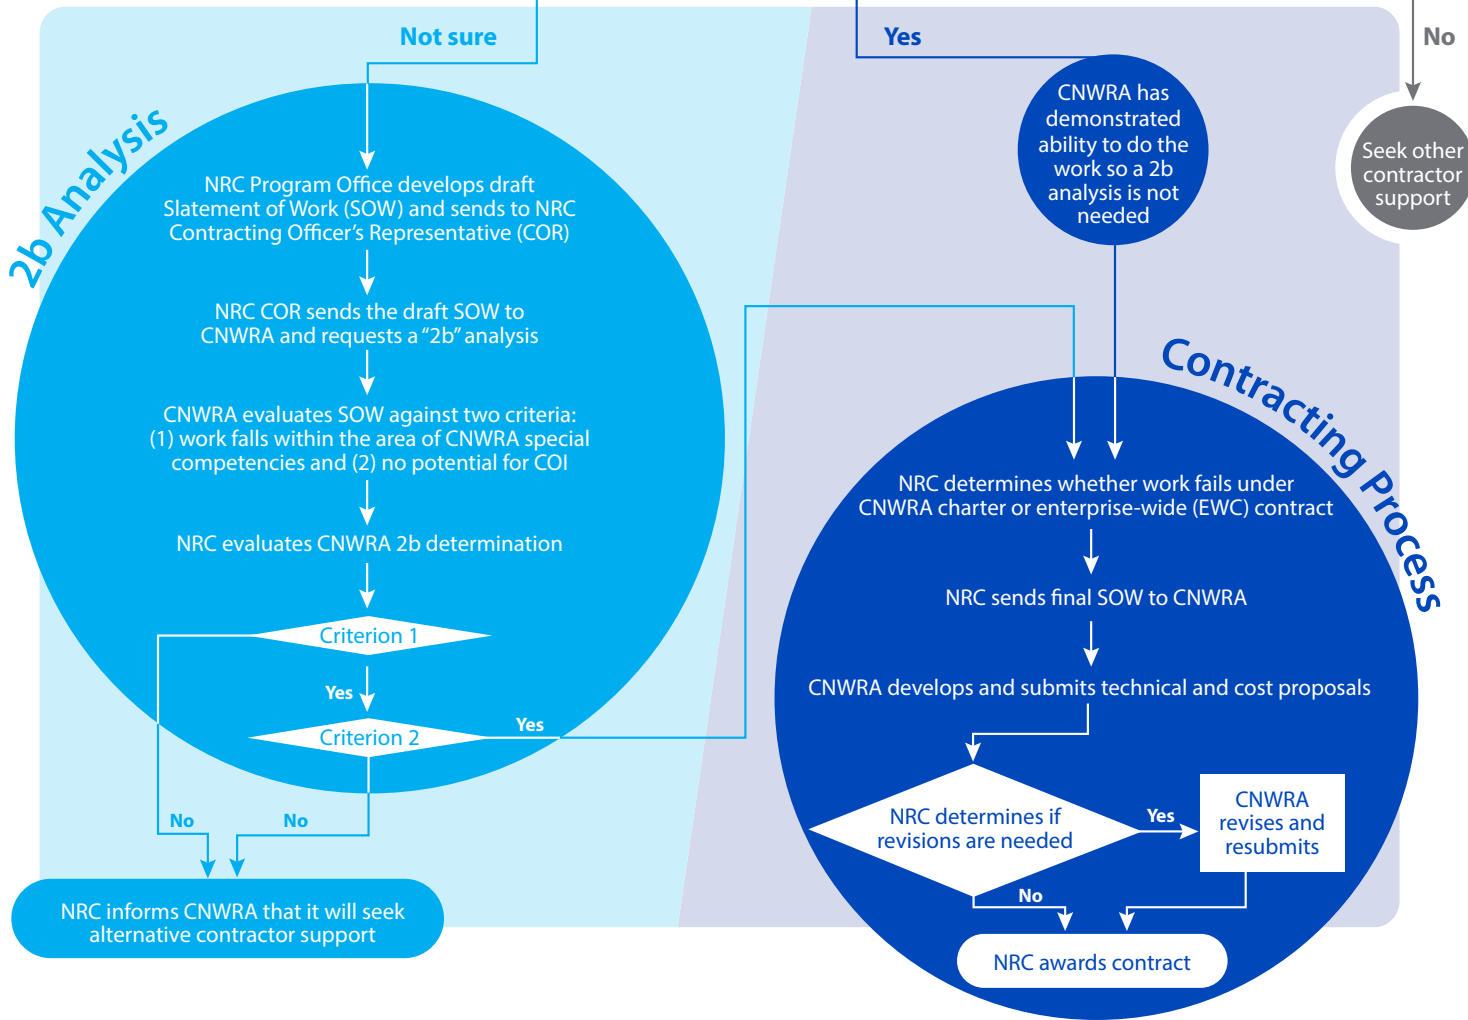 Not sure
Yes
No
2b Analysis
NRC Program Office develops draft
Slatement of Work (SOW) and sends to NRC
Contracting Officer's Representative (COR)
NRC COR sends the draft SOW to
CNWRA and requests a “2b” analysis
CNWRA evaluates SOW against two criteria:
(1) work falls within the area of CNWRA special
competencies and (2) no potential for COI
NRC evaluates CNWRA 2b determination
Criterion 1
Yes
Criterion 2
Yes
No
No
NRC informs CNWRA that it will seek
alternative contractor support
CNWRA has
demonstrated
ability to do the
work so a 2b
analysis is not
needed
Seek other
contractor
support
Contracting Process
NRC determines whether work fails under
CNWRA charter or enterprise-wide (EWC) contract
NRC sends final SOW to CNWRA
CNWRA develops and submits technical and cost proposals
NRC determines if
revisions are needed
Yes
CNWRA
revises and
resubmits
No
NRC awards contract